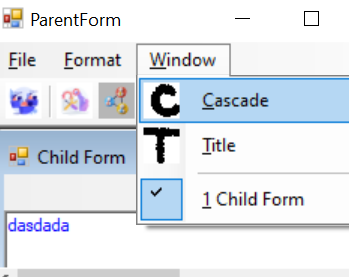 ParentForm
File Format Window
C Cascade
T Title
1 Child Form
Child Form
dasdada